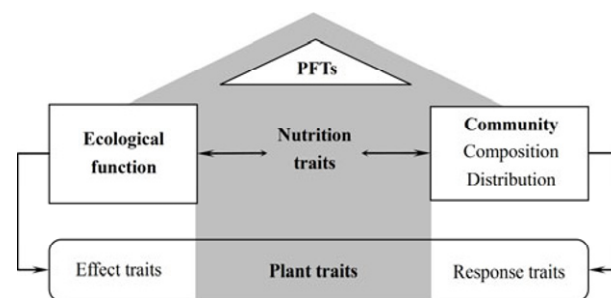 PFTs
Ecological
function
Nutrition
traits
Community
Composition
Distribution
Effect traits
Plant traits
Response traits